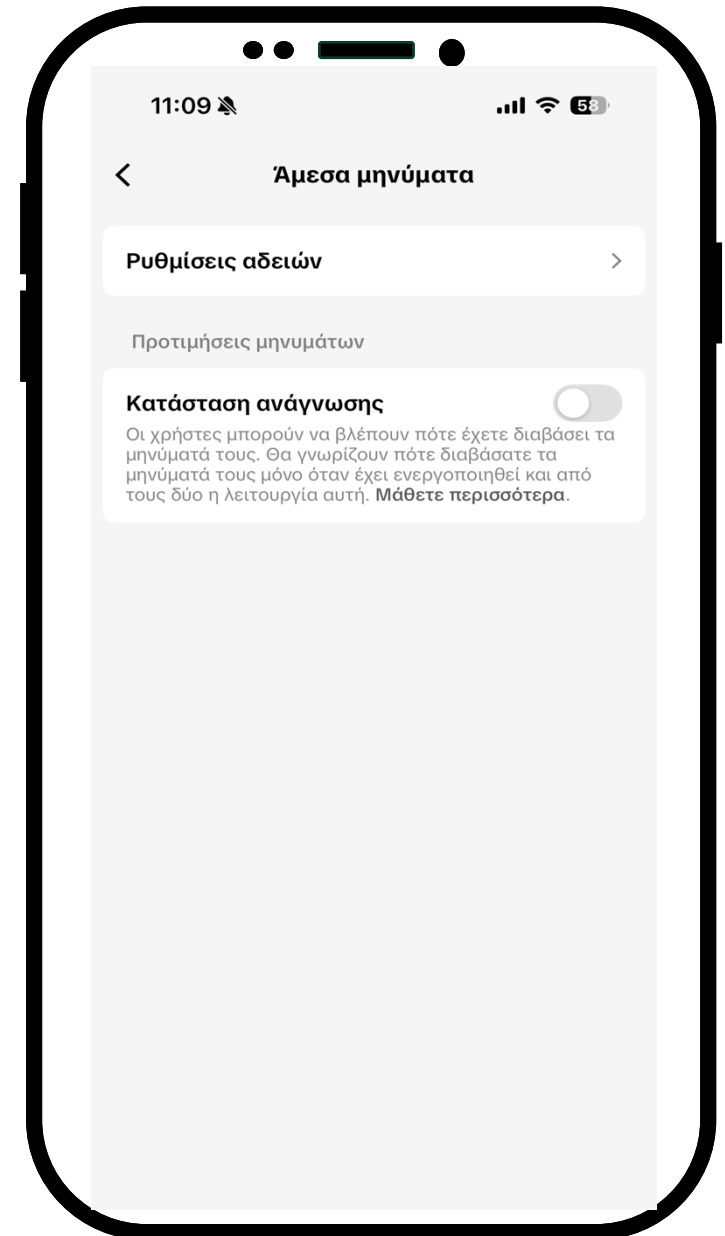 11:09
58
Άμεσα μηνύματα
Ρυθμίσεις αδειών
Προτιμήσεις μηνυμάτων
Κατάσταση ανάγνωσης
Οι χρήστες μπορούν να βλέπουν πότε έχετε διαβάσει τα
μηνύματά τους. Θα γνωρίζουν πότε διαβάσατε τα
μηνύματά τους μόνο όταν έχει ενεργοποιηθεί και από
τους δύο η λειτουργία αυτή. Μάθετε περισσότερα.